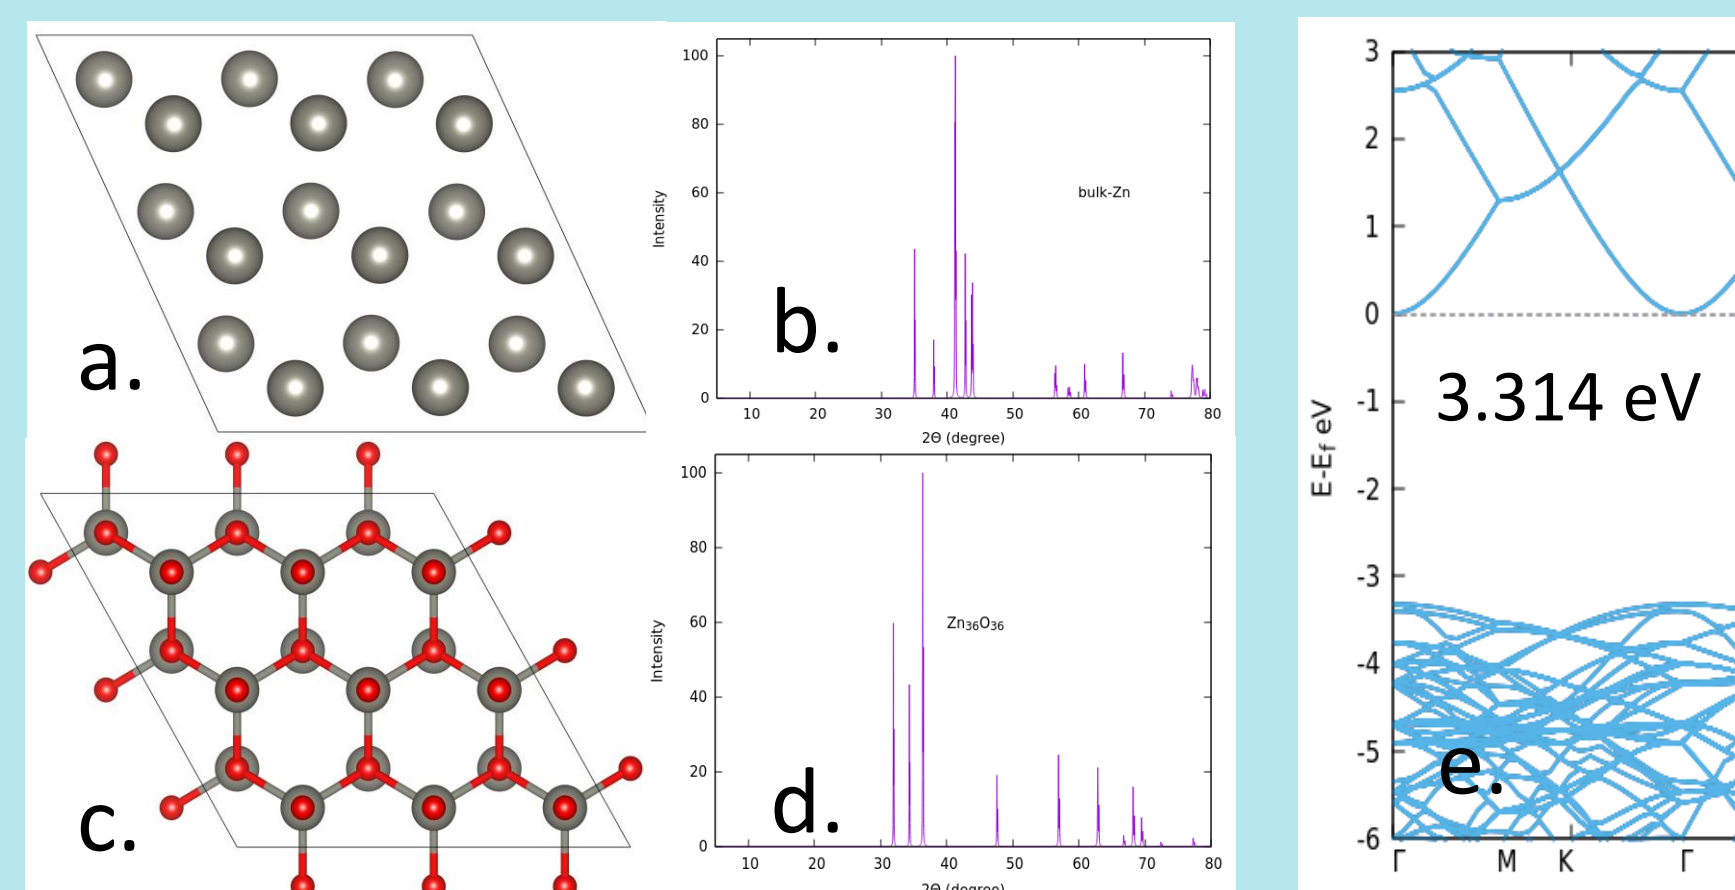 a.
100
80
60
40
20
0
Intensity
bulk-Zn
b.
10 20 30 40 50 60 70 80
2Θ (degree)
c.
100
80
60
40
20
0
Intensity
Zn₃₆O₃₆
d.
10 20 30 40 50 60 70 80
2Θ (degree)
3
2
1
0
-1
-2
-3
-4
-5
-6
E-Ef eV
3.314 eV
e.
Γ M K Γ